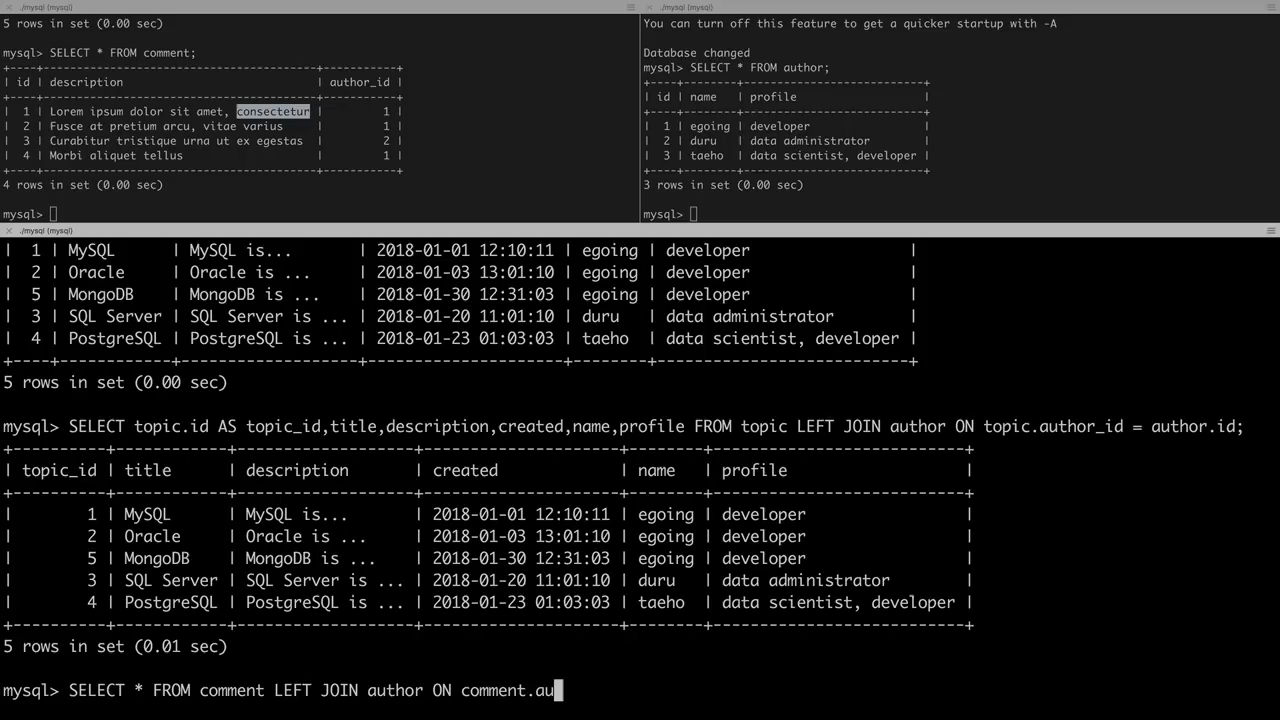 ./mysql (mysql)
5 rows in set (0.00 sec)
mysql> SELECT * FROM comment;
+----+---------------------------------------+-----------+
| id | description | author_id |
+----+---------------------------------------+-----------+
| 1 | Lorem ipsum dolor sit amet, consectetur | 1 |
| 2 | Fusce at pretium arcu, vitae varius | 1 |
| 3 | Curabitur tristique urna ut ex egestas | 2 |
| 4 | Morbi aliquet tellus | 1 |
+----+---------------------------------------+-----------+
4 rows in set (0.00 sec)
mysql>
./mysql (mysql)
You can turn off this feature to get a quicker startup with -A
Database changed
mysql> SELECT * FROM author;
+----+--------+---------------------------+
| id | name | profile |
+----+--------+---------------------------+
| 1 | egoing | developer |
| 2 | duru | data administrator |
| 3 | taeho | data scientist, developer |
+----+--------+---------------------------+
3 rows in set (0.00 sec)
mysql>
./mysql (mysql)
| 1 | MySQL | MySQL is... | 2018-01-01 12:10:11 | egoing | developer |
| 2 | Oracle | Oracle is ... | 2018-01-03 13:01:10 | egoing | developer |
| 5 | MongoDB | MongoDB is ... | 2018-01-30 12:31:03 | egoing | developer |
| 3 | SQL Server | SQL Server is ... | 2018-01-20 11:01:10 | duru | data administrator |
| 4 | PostgreSQL | PostgreSQL is ... | 2018-01-23 01:03:03 | taeho | data scientist, developer |
+----+------------+-------------------+---------------------+--------+---------------------------+
5 rows in set (0.00 sec)
mysql> SELECT topic.id AS topic_id,title,description,created,name,profile FROM topic LEFT JOIN author ON topic.author_id = author.id;
+----------+------------+-------------------+---------------------+--------+---------------------------+
| topic_id | title | description | created | name | profile |
+----------+------------+-------------------+---------------------+--------+---------------------------+
| 1 | MySQL | MySQL is... | 2018-01-01 12:10:11 | egoing | developer |
| 2 | Oracle | Oracle is ... | 2018-01-03 13:01:10 | egoing | developer |
| 5 | MongoDB | MongoDB is ... | 2018-01-30 12:31:03 | egoing | developer |
| 3 | SQL Server | SQL Server is ... | 2018-01-20 11:01:10 | duru | data administrator |
| 4 | PostgreSQL | PostgreSQL is ... | 2018-01-23 01:03:03 | taeho | data scientist, developer |
+----------+------------+-------------------+---------------------+--------+---------------------------+
5 rows in set (0.01 sec)
mysql> SELECT * FROM comment LEFT JOIN author ON comment.au